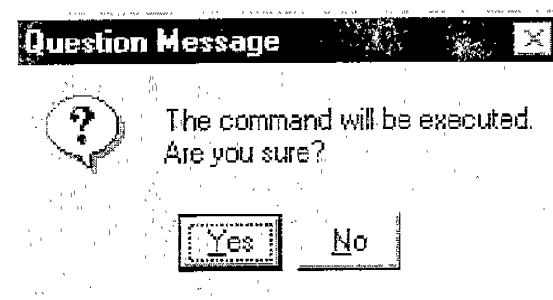 Question Message
The command will be executed.
Are you sure?
Yes
No